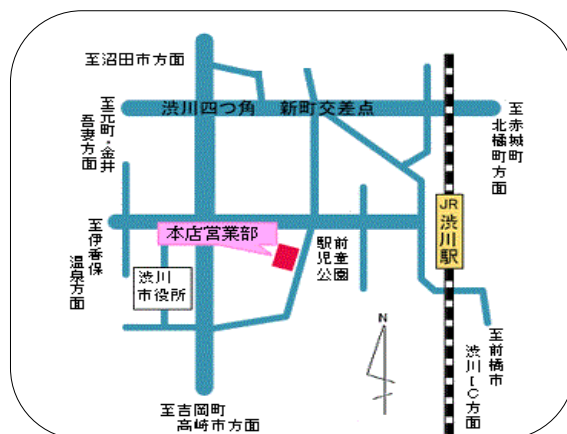 至沼田市方面
渋川四つ角 新町交差点
至元町・金井
吾妻方面
至赤城町
北橘町方面
JR渋川駅
至伊香保
温泉方面
本店営業部
駅前
児童
公園
渋川
市役所
N
至前橋市
渋川IC方面
至吉岡町
高崎市方面